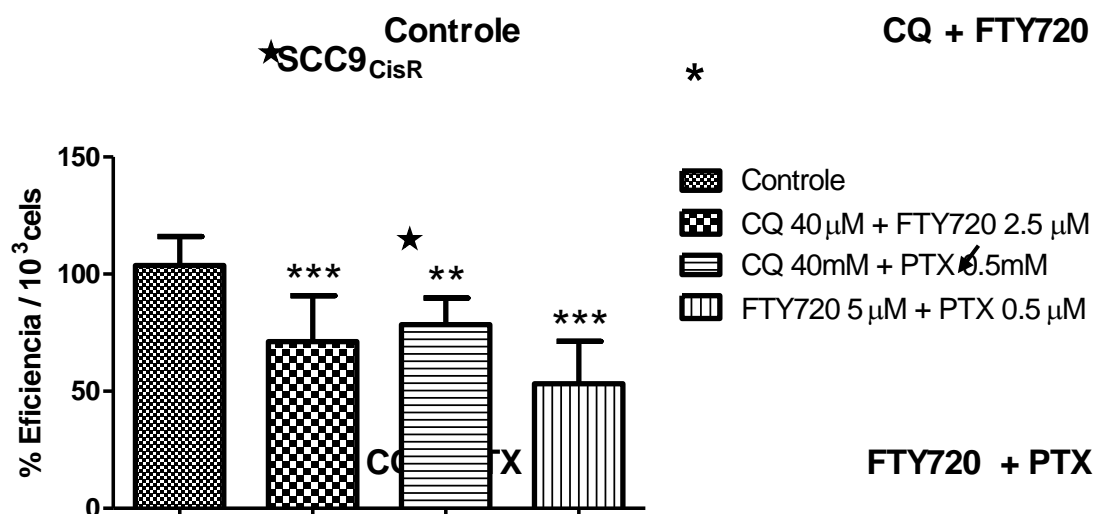 Controle
CQ + FTY720
★SCC9CisR
*
150
100
50
0
% Eficiencia / 10³cels
***
★
**
***
Controle
CQ 40 µM + FTY720 2.5 µM
CQ 40mM + PTX 0.5mM
FTY720 5 µM + PTX 0.5 µM
TX
FTY720 + PTX